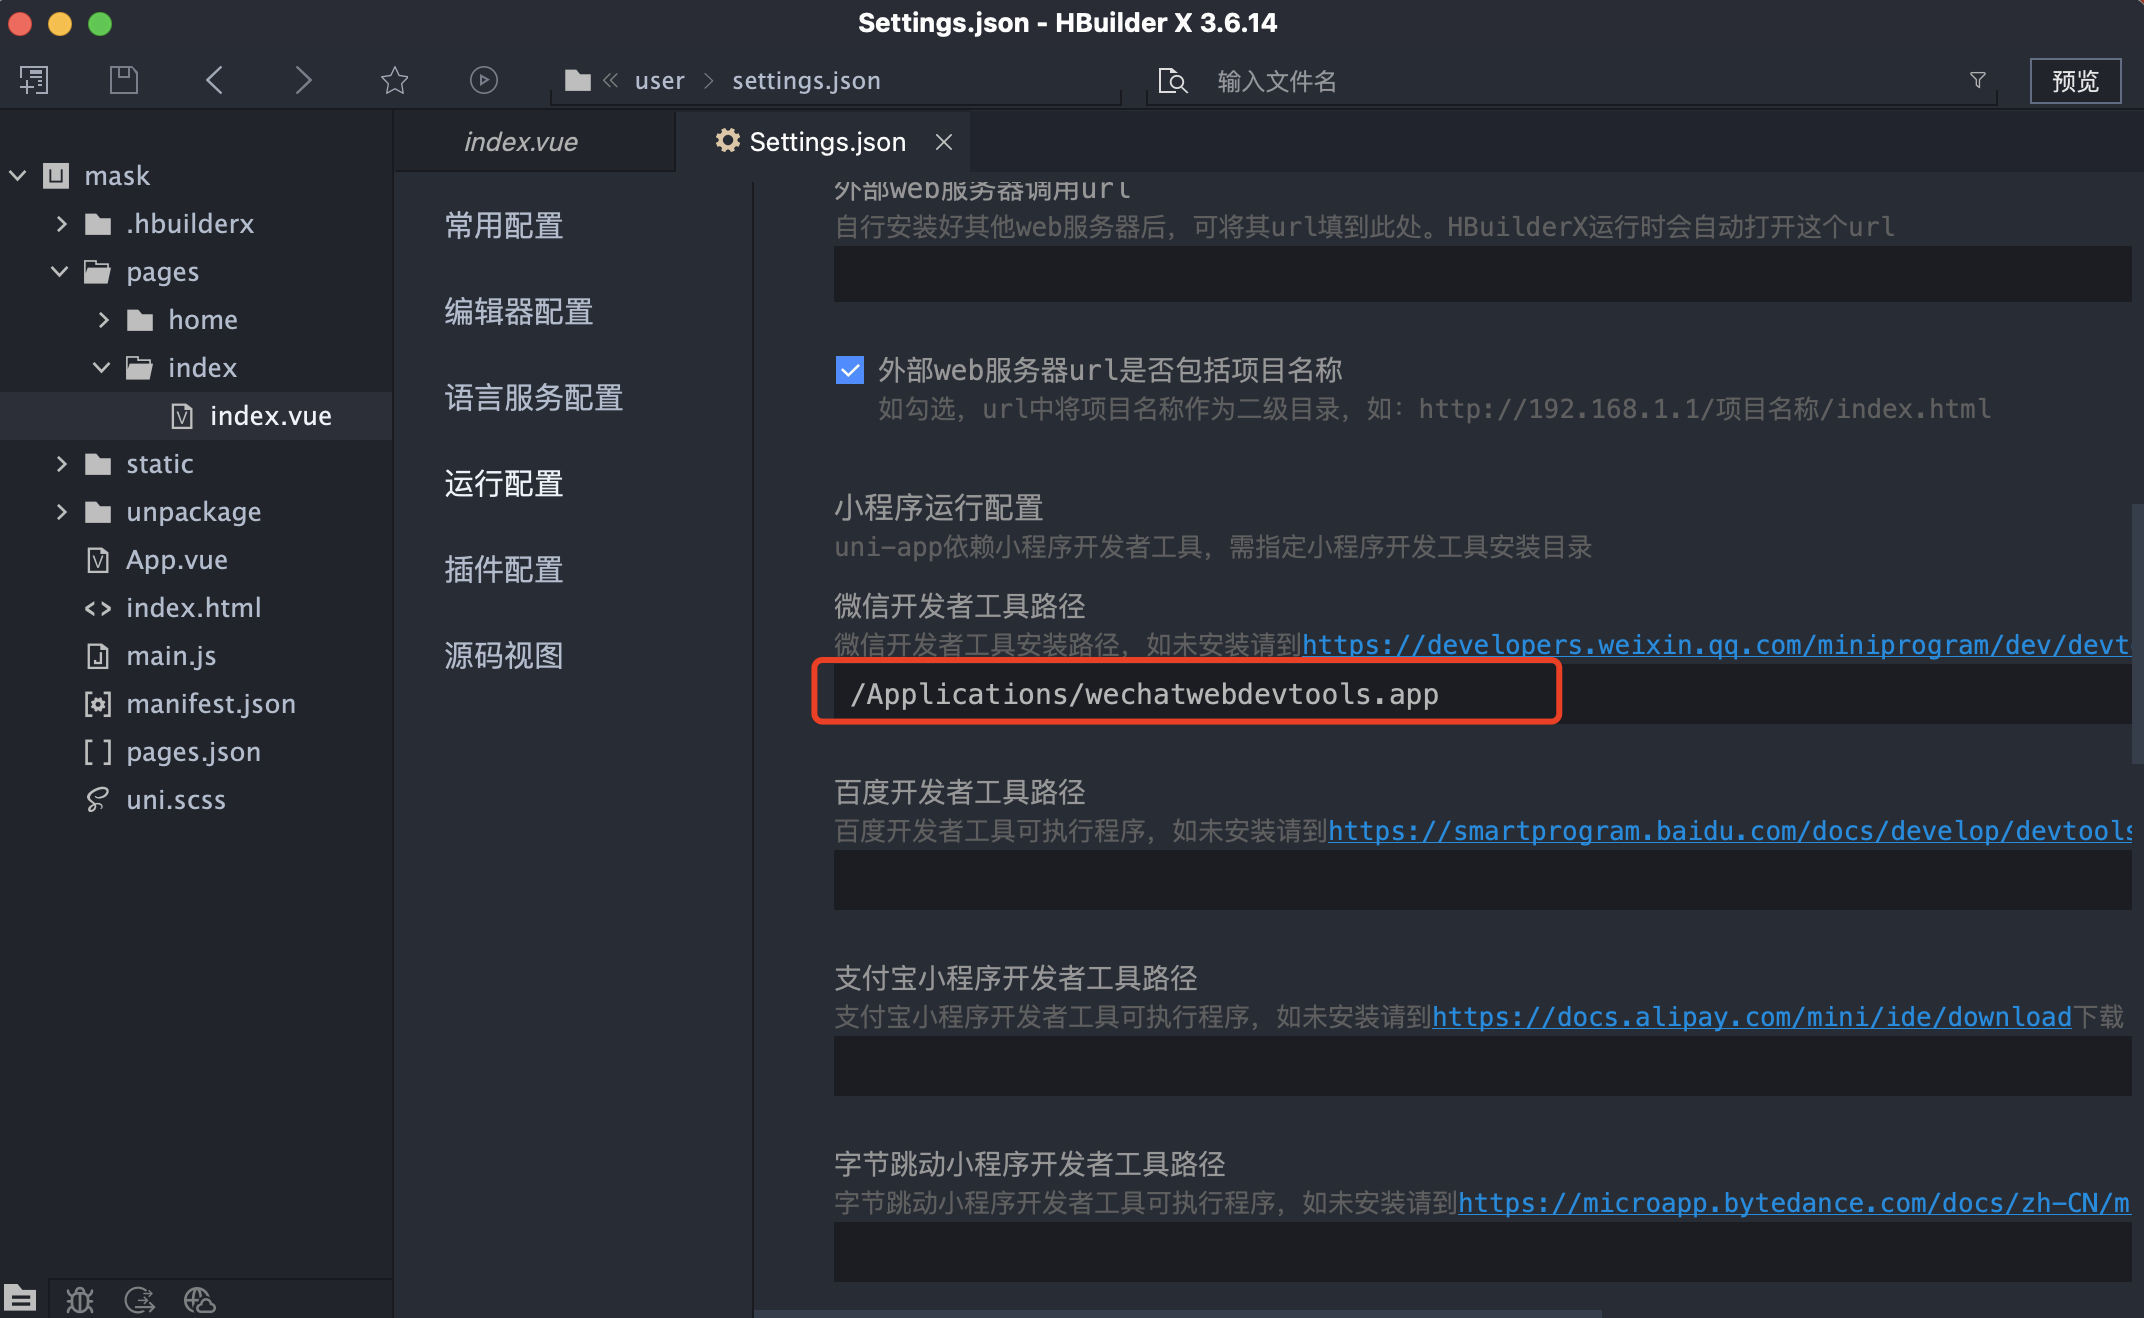 Settings.json - HBuilder X 3.6.14
user
settings.json
输入文件名
预览
index.vue
Settings.json
mask
.hbuilderx
pages
home
index
index.vue
static
unpackage
App.vue
index.html
main.js
manifest.json
pages.json
uni.scss
常用配置
编辑器配置
语言服务配置
运行配置
插件配置
源码视图
外部web服务器调用url
自行安装好其他web服务器后，可将其url填到此处。HBuilderX运行时会自动打开这个url
外部web服务器url是否包括项目名称
如勾选，url中将项目名称作为二级目录，如：http://192.168.1.1/项目名称/index.html
小程序运行配置
uni-app依赖小程序开发者工具，需指定小程序开发工具安装目录
微信开发者工具路径
微信开发者工具安装路径，如未安装请到https://developers.weixin.qq.com/miniprogram/dev/devt
/Applications/wechatwebdevtools.app
百度开发者工具路径
百度开发者工具可执行程序，如未安装请到https://smartprogram.baidu.com/docs/develop/devtools
支付宝小程序开发者工具路径
支付宝小程序开发者工具可执行程序，如未安装请到https://docs.alipay.com/mini/ide/download下载
字节跳动小程序开发者工具路径
字节跳动小程序开发者工具可执行程序，如未安装请到https://microapp.bytedance.com/docs/zh-CN/m